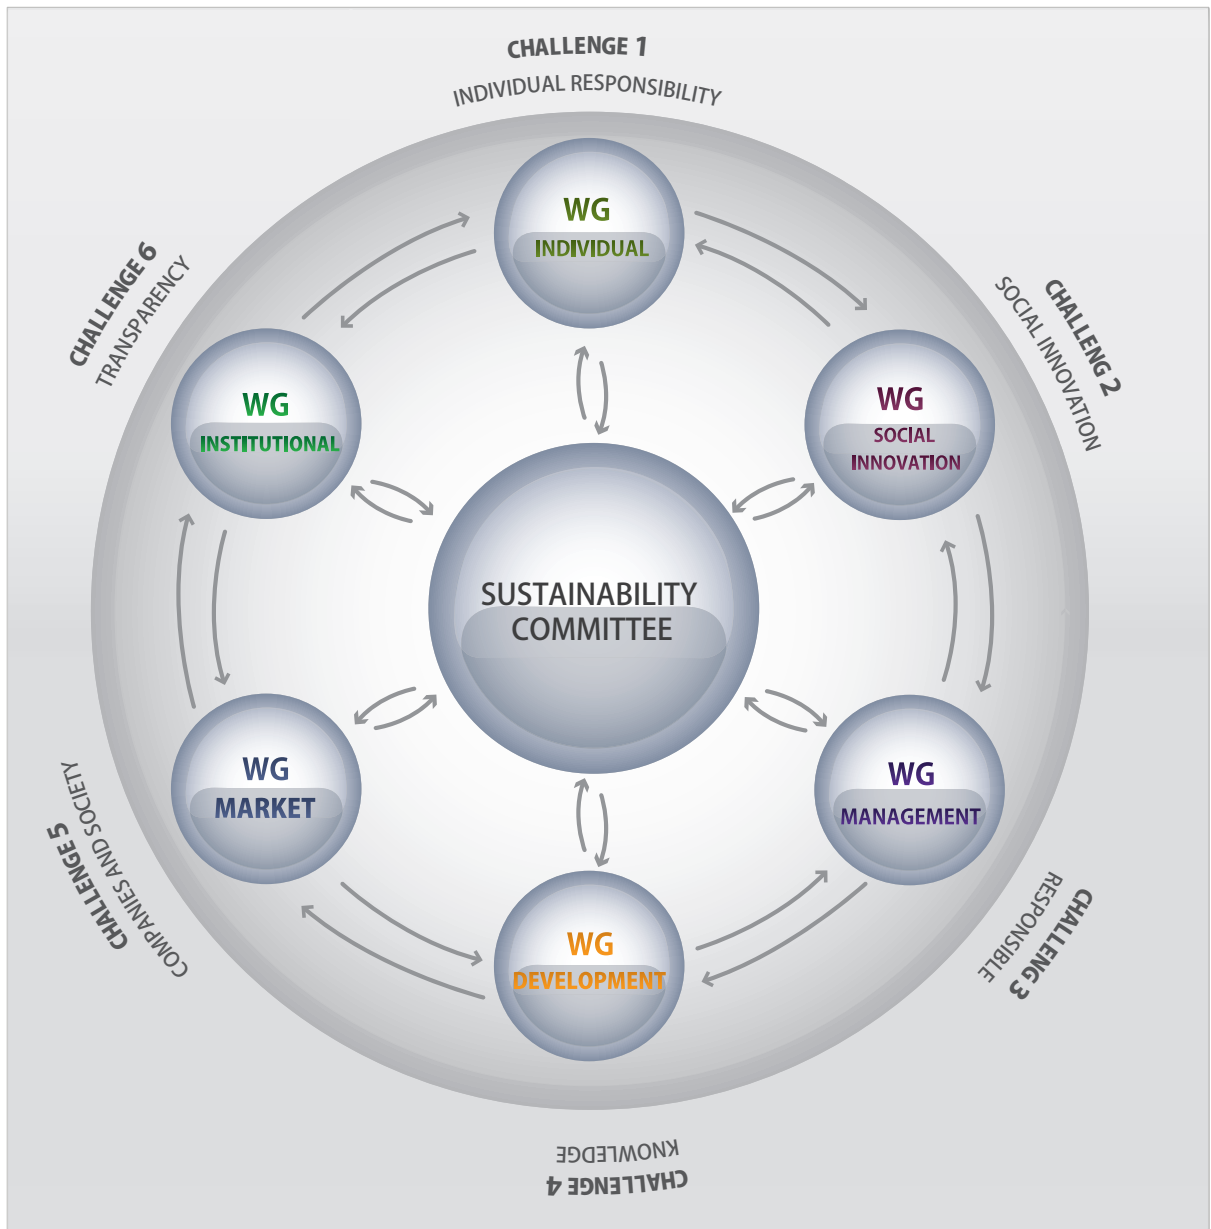 CHALLENGE 1
INDIVIDUAL RESPONSIBILITY
WG
INDIVIDUAL
CHALLENG 2
SOCIAL INNOVATION
WG
SOCIAL
INNOVATION
CHALLENG 3
RESPONSIBLE
WG
MANAGEMENT
CHALLENGE 4
KNOWLEDGE
WG
DEVELOPMENT
CHALLENGE 5
COMPANIES AND SOCIETY
WG
MARKET
CHALLENGE 6
TRANSPARENCY
WG
INSTITUTIONAL
SUSTAINABILITY
COMMITTEE